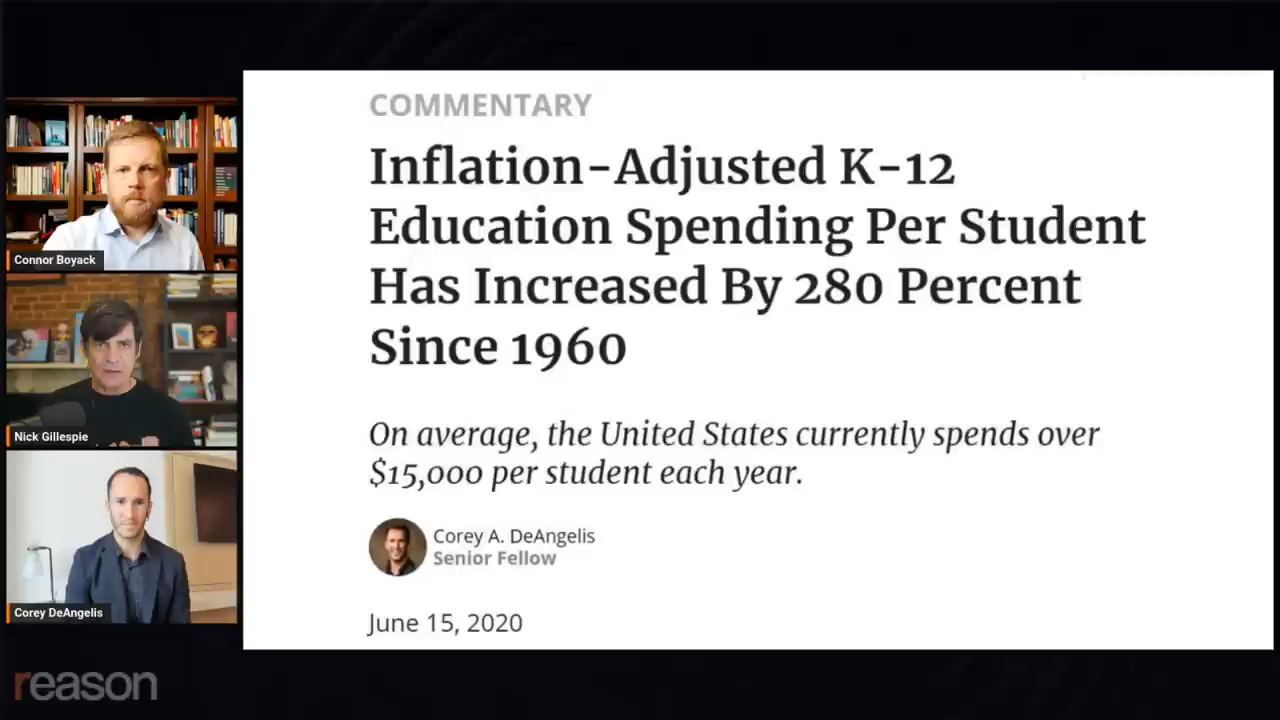 COMMENTARY
Inflation-Adjusted K-12
Education Spending Per Student
Has Increased By 280 Percent
Since 1960
On average, the United States currently spends over
$15,000 per student each year.
Corey A. DeAngelis
Senior Fellow
June 15, 2020
Connor Boyack
Nick Gillespie
Corey DeAngelis
reason